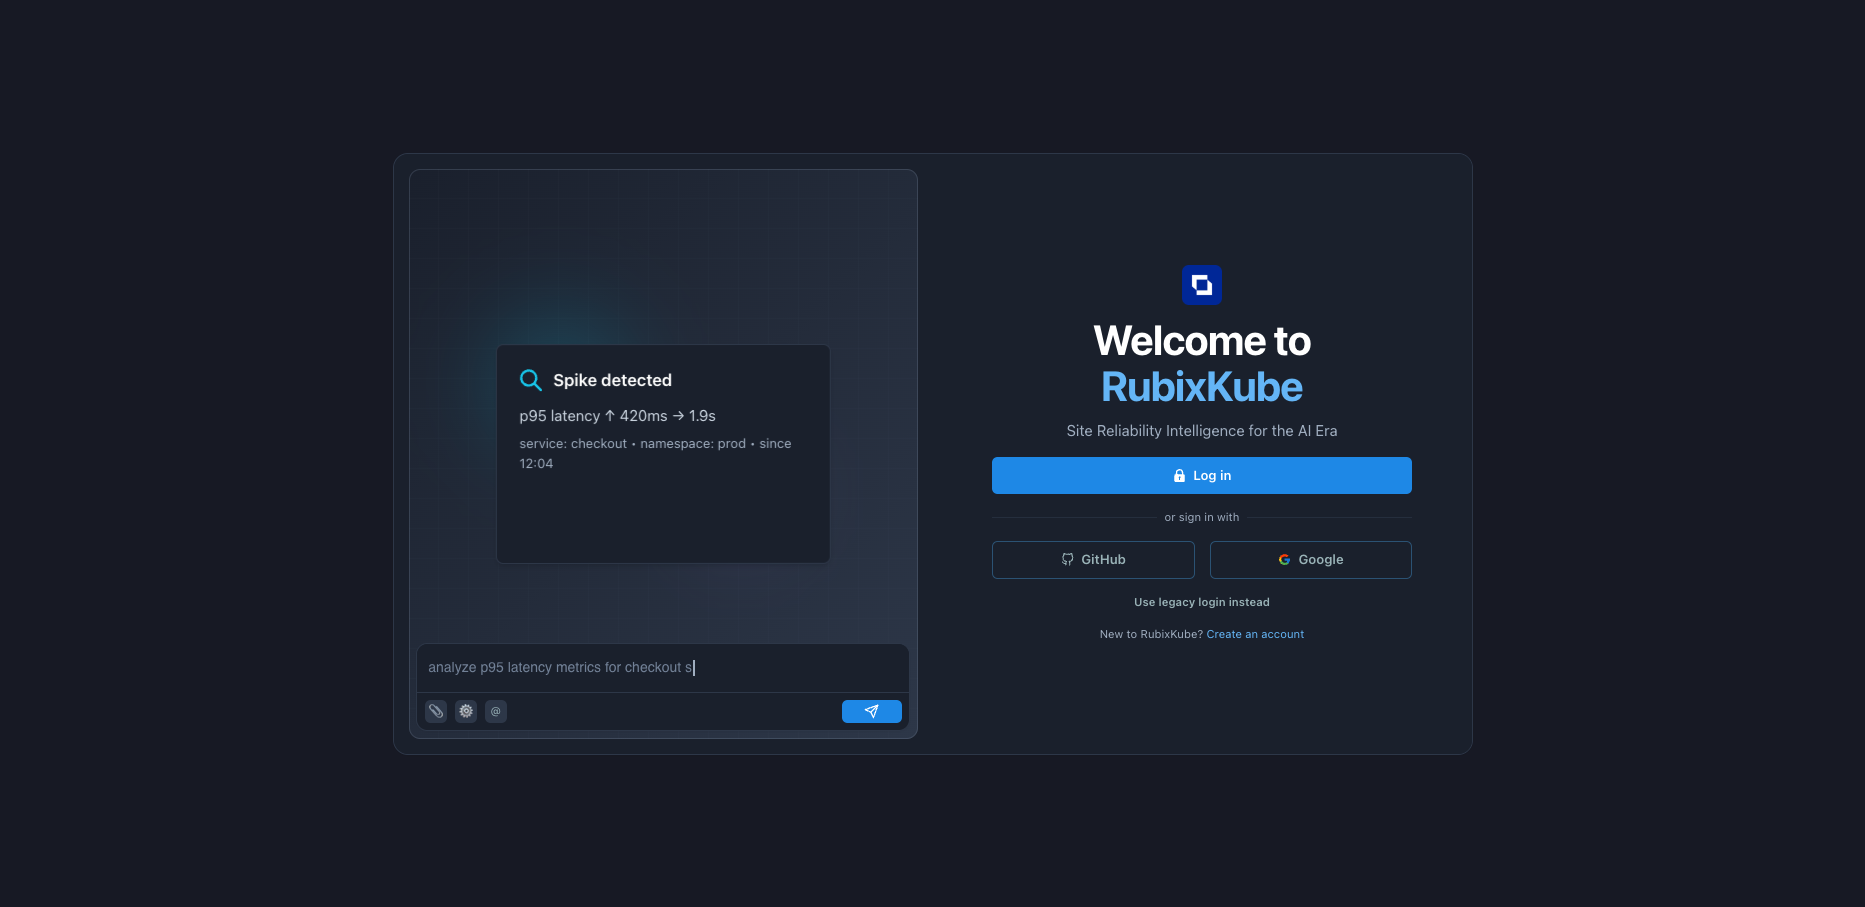 Spike detected
p95 latency ↑ 420ms → 1.9s
service: checkout • namespace: prod • since
12:04
analyze p95 latency metrics for checkout s
@
Welcome to
RubixKube
Site Reliability Intelligence for the AI Era
Log in
or sign in with
GitHub
Google
Use legacy login instead
New to RubixKube? Create an account